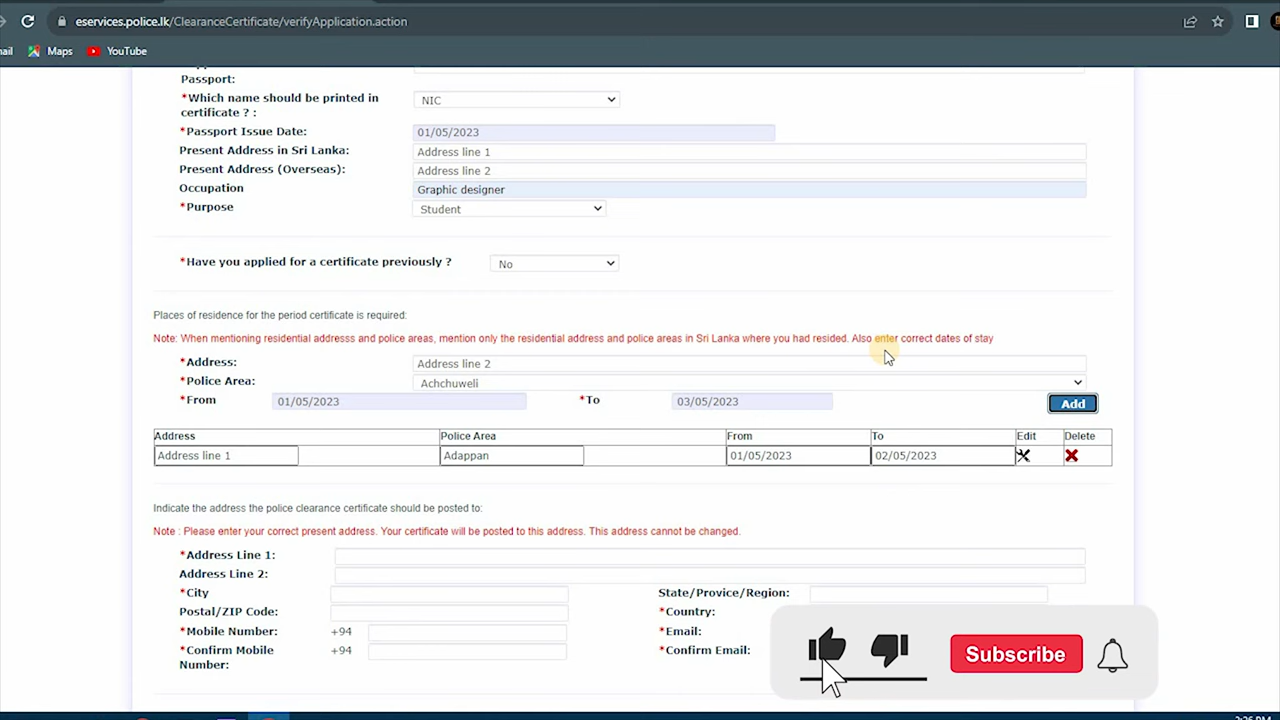 eservices.police.lk/ClearanceCertificate/verifyApplication.action
ail Maps YouTube
Passport:
*Which name should be printed in certificate ? : NIC
*Passport Issue Date: 01/05/2023
Present Address in Sri Lanka: Address line 1
Present Address (Overseas): Address line 2
Occupation Graphic designer
*Purpose Student
*Have you applied for a certificate previously ? No
Places of residence for the period certificate is required:
Note: When mentioning residential addresss and police areas, mention only the residential address and police areas in Sri Lanka where you had resided. Also enter correct dates of stay
*Address: Address line 2
*Police Area: Achchuweli
*From 01/05/2023 *To 03/05/2023 Add
Address Police Area From To Edit Delete
Address line 1 Adappan 01/05/2023 02/05/2023
Indicate the address the police clearance certificate should be posted to:
Note : Please enter your correct present address. Your certificate will be posted to this address. This address cannot be changed.
*Address Line 1:
Address Line 2:
*City State/Provice/Region:
Postal/ZIP Code: *Country:
*Mobile Number: +94 *Email:
*Confirm Mobile Number: +94 *Confirm Email:
Subscribe